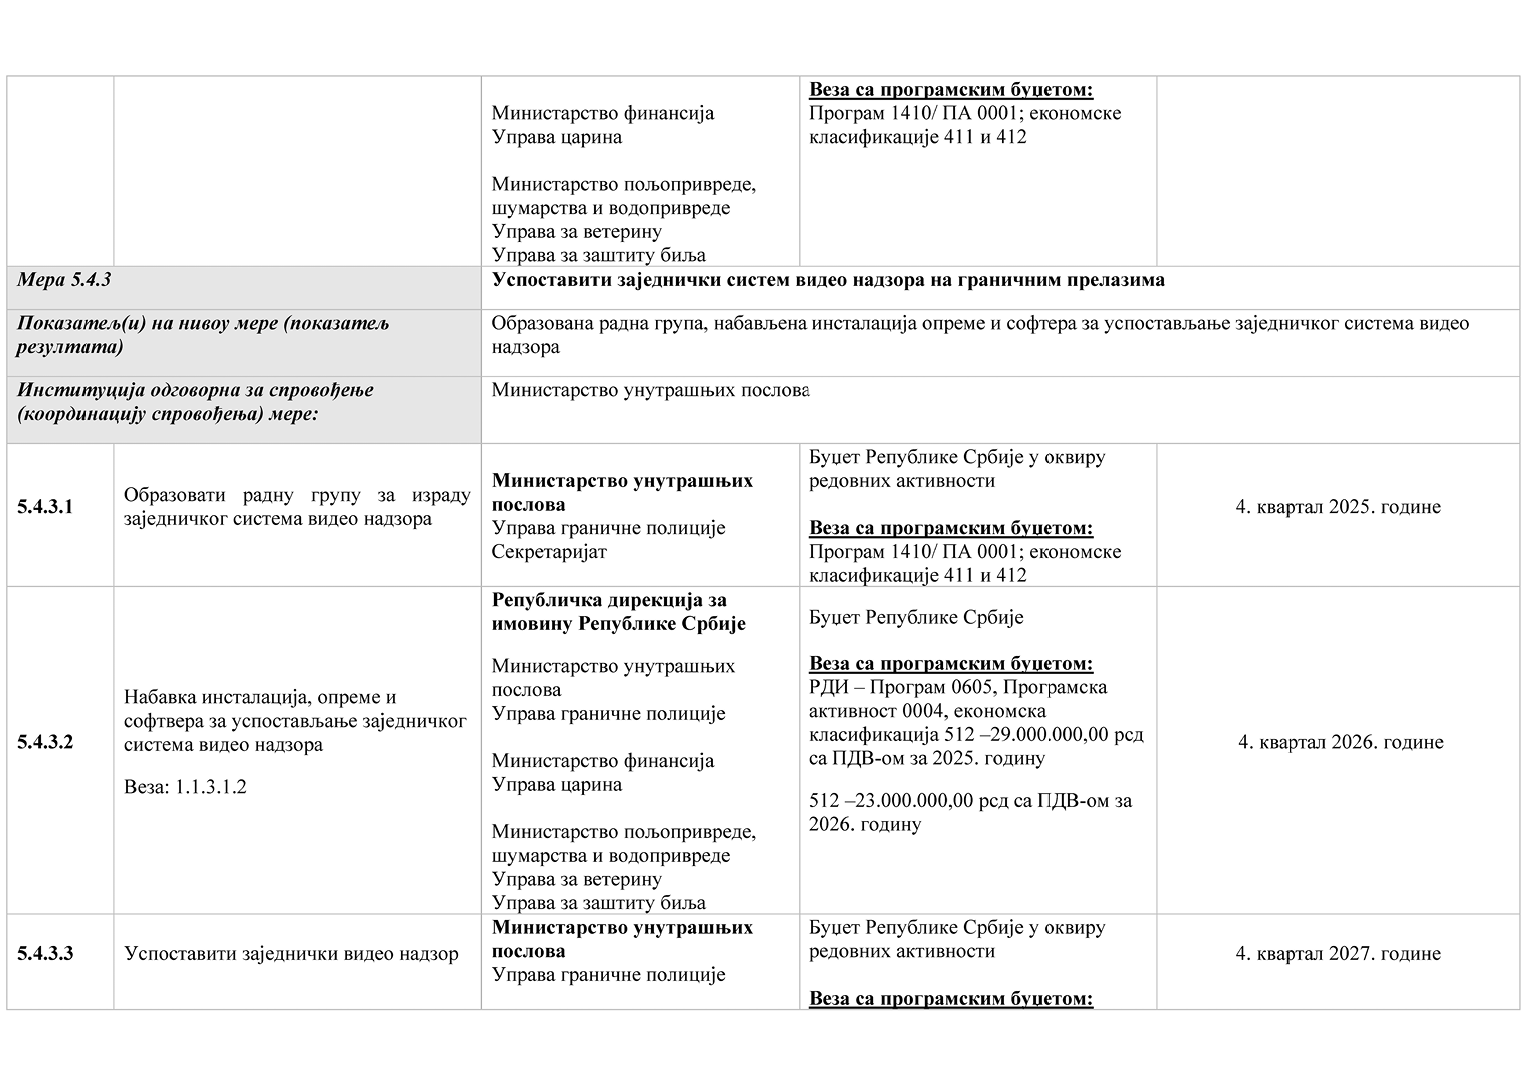 Министарство финансија
Управа царина
Министарство пољопривреде,
шумарства и водопривреде
Управа за ветерину
Управа за заштиту биља
Веза са програмским буџетом:
Програм 1410/ ПА 0001; економске
класификације 411 и 412
Мера 5.4.3
Успоставити заједнички систем видео надзора на граничним прелазима
Показатељ(и) на нивоу мере (показатељ
резултата)
Образована радна група, набављена инсталација опреме и софтера за успостављање заједничког система видео
надзора
Институција одговорна за спровођење
(координацију спровођења) мере:
Министарство унутрашњих послова
5.4.3.1
Образовати радну групу за израду
заједничког система видео надзора
Министарство унутрашњих
послова
Управа граничне полиције
Секретаријат
Буџет Републике Србије у оквиру
редовних активности
Веза са програмским буџетом:
Програм 1410/ ПА 0001; економске
класификације 411 и 412
4. квартал 2025. године
5.4.3.2
Набавка инсталација, опреме и
софтвера за успостављање заједничког
система видео надзора
Веза: 1.1.3.1.2
Републичка дирекција за
имовину Републике Србије
Министарство унутрашњих
послова
Управа граничне полиције
Министарство финансија
Управа царина
Министарство пољопривреде,
шумарства и водопривреде
Управа за ветерину
Управа за заштиту биља
Буџет Републике Србије
Веза са програмским буџетом:
РДИ – Програм 0605, Програмска
активност 0004, економска
класификација 512 –29.000.000,00 рсд
са ПДВ-ом за 2025. годину
512 –23.000.000,00 рсд са ПДВ-ом за
2026. годину
4. квартал 2026. године
5.4.3.3
Успоставити заједнички видео надзор
Министарство унутрашњих
послова
Управа граничне полиције
Буџет Републике Србије у оквиру
редовних активности
Веза са програмским буџетом:
4. квартал 2027. године